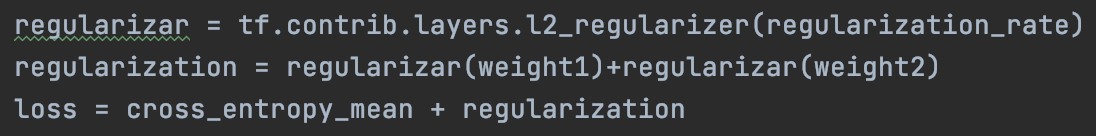 regularizar = tf.contrib.layers.l2_regularizer(regularization_rate)
regularization = regularizar(weight1)+regularizar(weight2)
loss = cross_entropy_mean + regularization